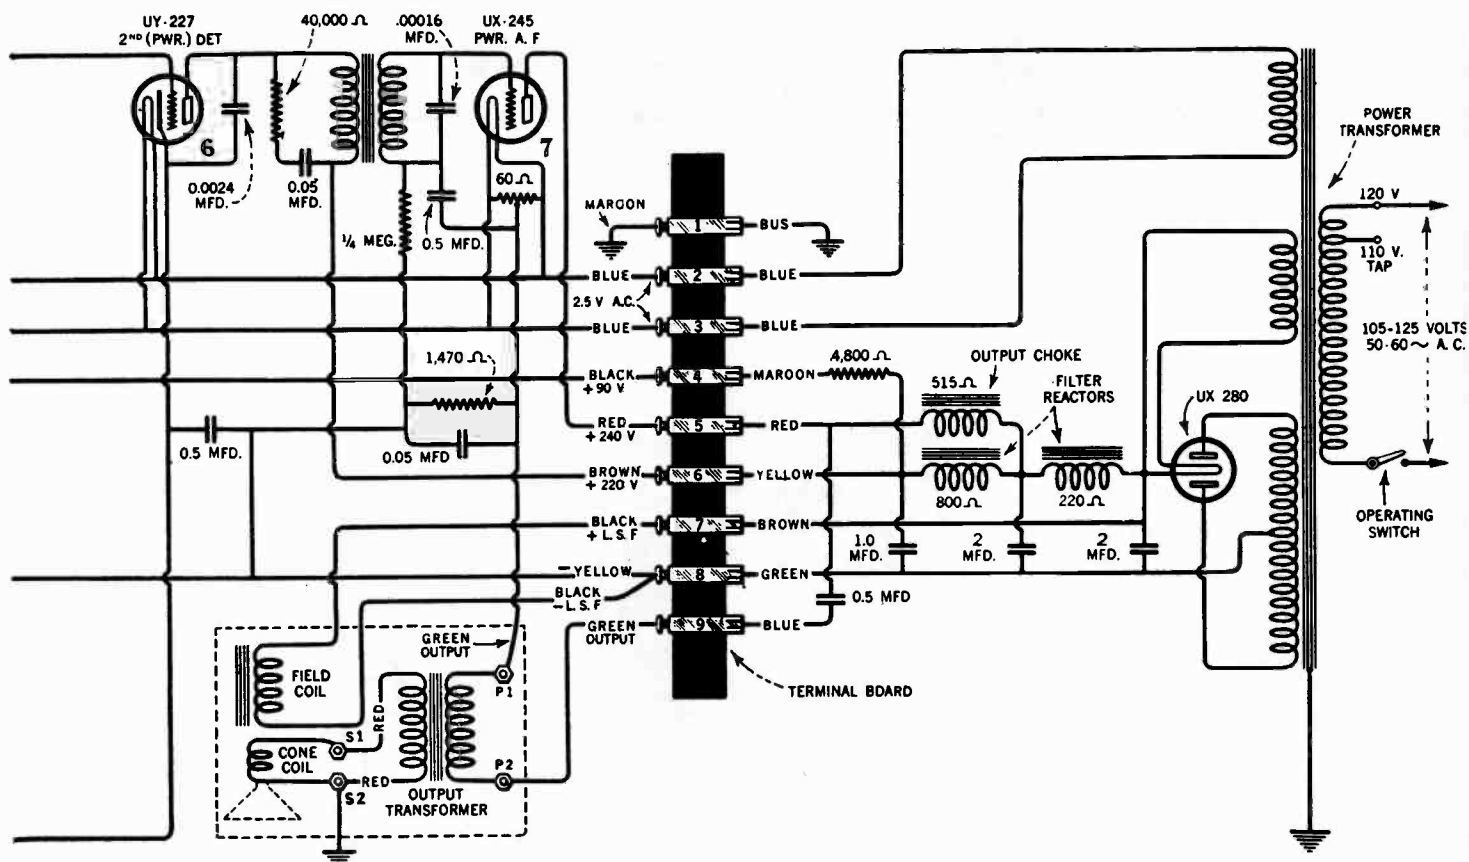 UY-227
2ND (PWR.) DET
40,000 Ω
.00016
MFD.
UX-245
PWR. A.F
6
7
0.0024
MFD.
0.05
MFD.
60 Ω
1/4 MEG.
0.5 MFD.
MAROON
1
BUS
BLUE
2
BLUE
2.5 V A.C.
BLUE
3
BLUE
1,470 Ω
BLACK
+90 V
4
MAROON
4,800 Ω
RED
+240 V
5
RED
0.5 MFD.
0.05 MFD
BROWN
+220 V
6
YELLOW
BLACK
+ L.S.F
7
BROWN
–YELLOW
8
GREEN
BLACK
–L.S.F
GREEN
OUTPUT
9
BLUE
TERMINAL BOARD
OUTPUT CHOKE
515 Ω
FILTER
REACTORS
800 Ω
220 Ω
1.0
MFD.
2
MFD.
2
MFD.
0.5 MFD
UX 280
POWER
TRANSFORMER
120 V
110 V.
TAP
105-125 VOLTS
50-60 ~ A.C.
OPERATING
SWITCH
GREEN
OUTPUT
FIELD
COIL
P1
RED
S1
CONE
COIL
P2
RED
S2
OUTPUT
TRANSFORMER